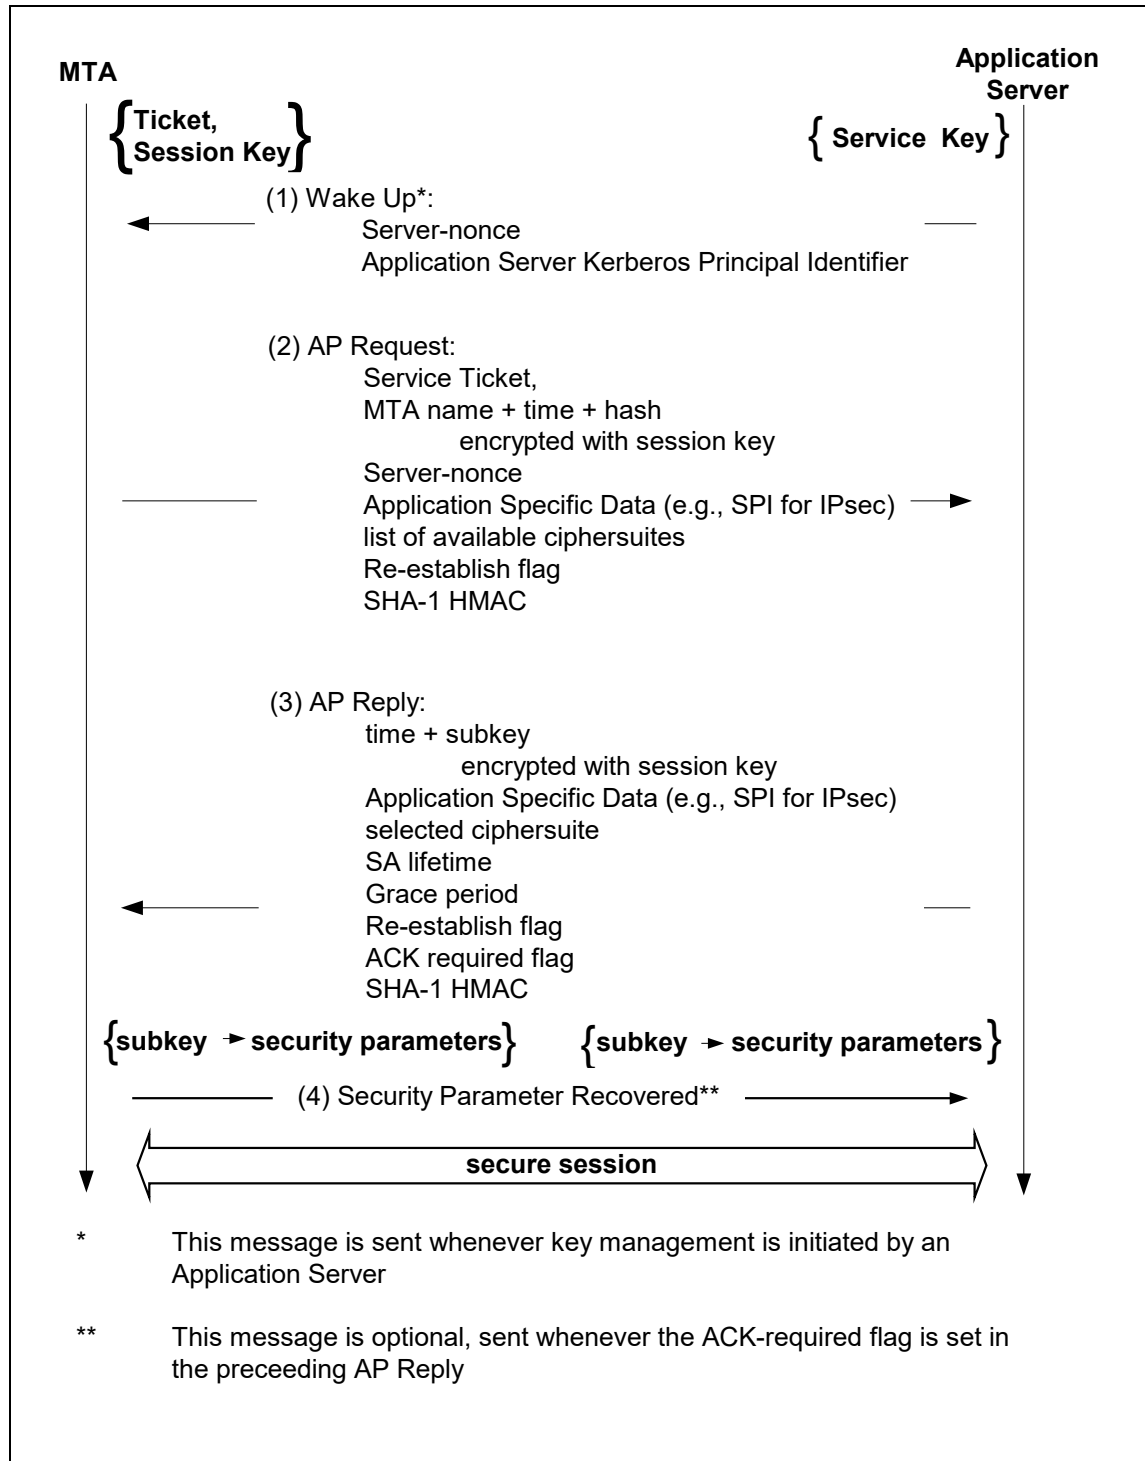 MTA
Application
Server
{Ticket,
Session Key}
{ Service Key }
(1) Wake Up*:
Server-nonce
Application Server Kerberos Principal Identifier
(2) AP Request:
Service Ticket,
MTA name + time + hash
encrypted with session key
Server-nonce
Application Specific Data (e.g., SPI for IPsec)
list of available ciphersuites
Re-establish flag
SHA-1 HMAC
(3) AP Reply:
time + subkey
encrypted with session key
Application Specific Data (e.g., SPI for IPsec)
selected ciphersuite
SA lifetime
Grace period
Re-establish flag
ACK required flag
SHA-1 HMAC
{subkey → security parameters}
{subkey → security parameters}
(4) Security Parameter Recovered**
secure session
* This message is sent whenever key management is initiated by an
Application Server
** This message is optional, sent whenever the ACK-required flag is set in
the preceeding AP Reply